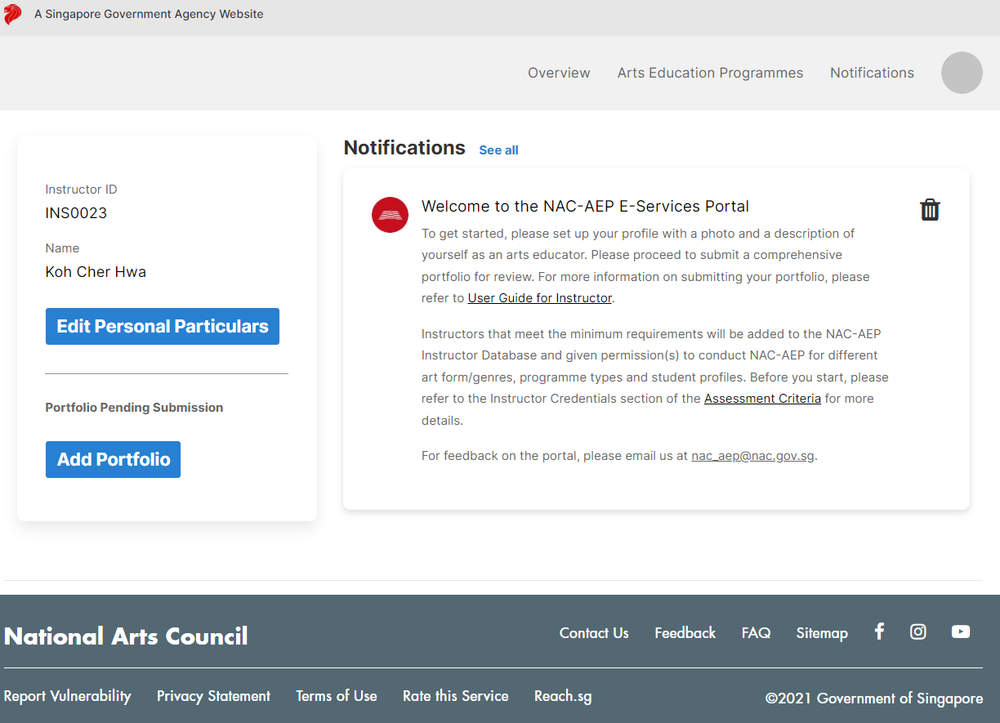 A Singapore Government Agency Website
Overview Arts Education Programmes Notifications
Instructor ID
INS0023
Name
Koh Cher Hwa
Edit Personal Particulars
Portfolio Pending Submission
Add Portfolio
Notifications See all
Welcome to the NAC-AEP E-Services Portal
To get started, please set up your profile with a photo and a description of
yourself as an arts educator. Please proceed to submit a comprehensive
portfolio for review. For more information on submitting your portfolio, please
refer to User Guide for Instructor.
Instructors that meet the minimum requirements will be added to the NAC-AEP
Instructor Database and given permission(s) to conduct NAC-AEP for different
art form/genres, programme types and student profiles. Before you start, please
refer to the Instructor Credentials section of the Assessment Criteria for more
details.
For feedback on the portal, please email us at nac_aep@nac.gov.sg.
National Arts Council
Contact Us Feedback FAQ Sitemap
Report Vulnerability Privacy Statement Terms of Use Rate this Service Reach.sg
©2021 Government of Singapore